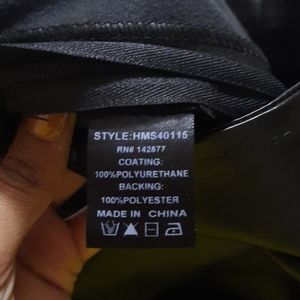 STYLE:HMS40115
RN# 142677
COATING:
100%POLYURETHANE
BACKING:
100%POLYESTER
MADE IN CHINA